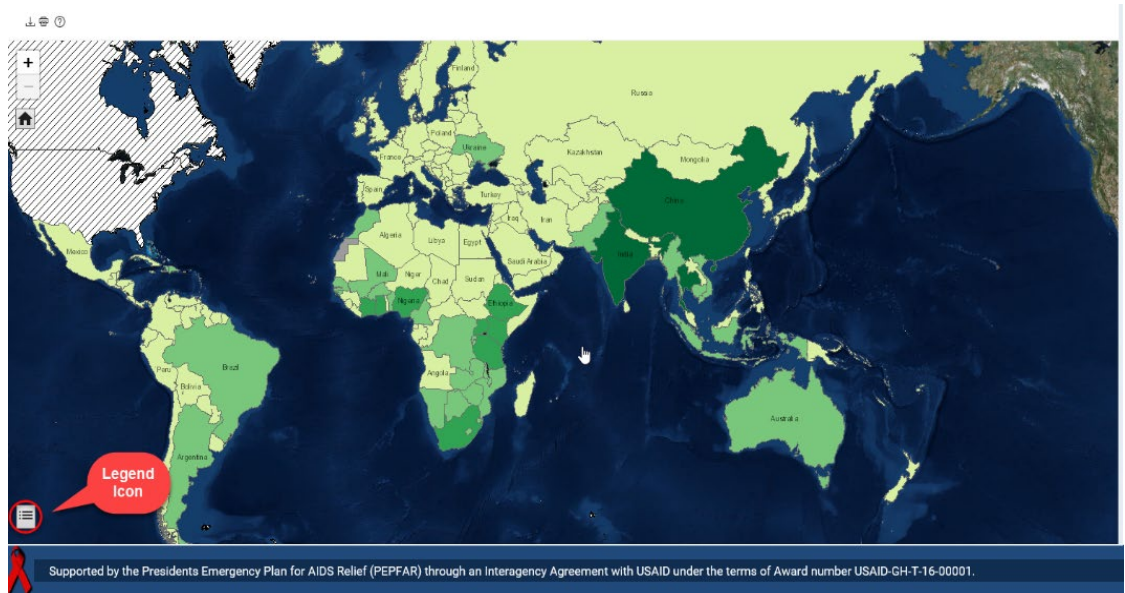 Finland
Russia
Poland
Ukraine
Kazakhstan
France
Mongolia
Spain
Turkey
China
Iraq
Iran
Algeria
Libya
Egypt
Mexico
India
Saudi Arabia
Mali
Niger
Chad
Sudan
Nigeria
Ethiopia
Peru
Brazil
Angola
Bolivia
Australia
Argentina
Legend
Icon
Supported by the Presidents Emergency Plan for AIDS Relief (PEPFAR) through an Interagency Agreement with USAID under the terms of Award number USAID-GH-T-16-00001.